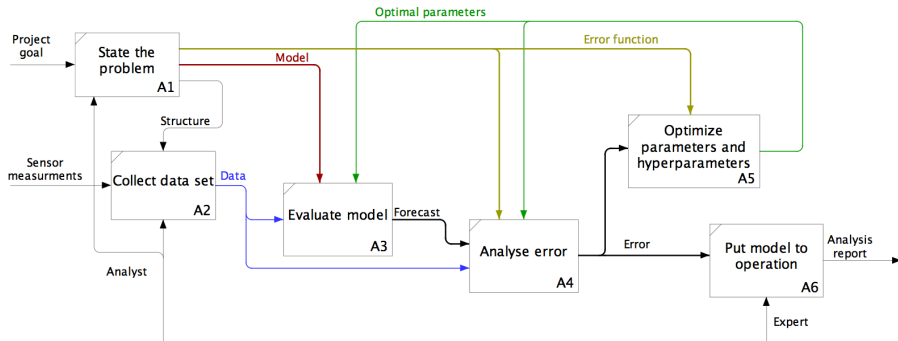 Optimal parameters
Project
goal
State the
problem
A1
Error function
Model
Structure
Sensor
measurments
Collect data set
A2
Data
Evaluate model
A3
Forecast
Optimize
parameters and
hyperparameters
A5
Analyse error
A4
Error
Put model to
operation
A6
Analysis
report
Analyst
Expert